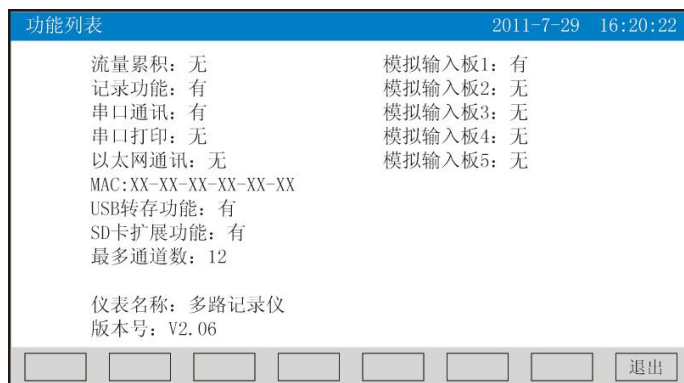 功能列表 2011-7-29 16:20:22
流量累积：无
记录功能：有
串口通讯：有
串口打印：无
以太网通讯：无
MAC:XX-XX-XX-XX-XX-XX
USB转存功能：有
SD卡扩展功能：有
最多通道数：12
仪表名称：多路记录仪
版本号：V2.06
模拟输入板1：有
模拟输入板2：无
模拟输入板3：无
模拟输入板4：无
模拟输入板5：无
退出